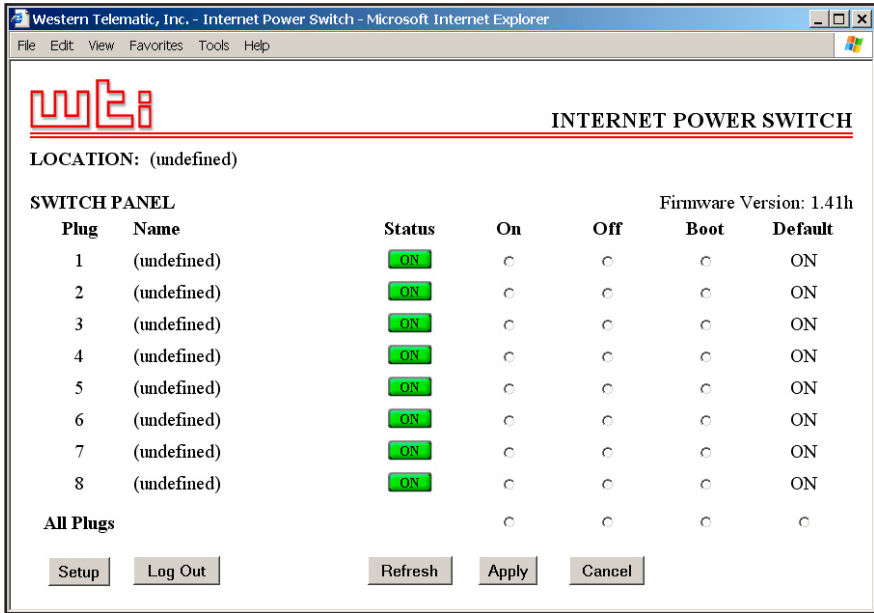 Western Telematic, Inc. - Internet Power Switch - Microsoft Internet Explorer
File Edit View Favorites Tools Help
wti
INTERNET POWER SWITCH
LOCATION: (undefined)
SWITCH PANEL Firmware Version: 1.41h
Plug Name Status On Off Boot Default
1 (undefined) ON ON
2 (undefined) ON ON
3 (undefined) ON ON
4 (undefined) ON ON
5 (undefined) ON ON
6 (undefined) ON ON
7 (undefined) ON ON
8 (undefined) ON ON
All Plugs
Setup Log Out Refresh Apply Cancel